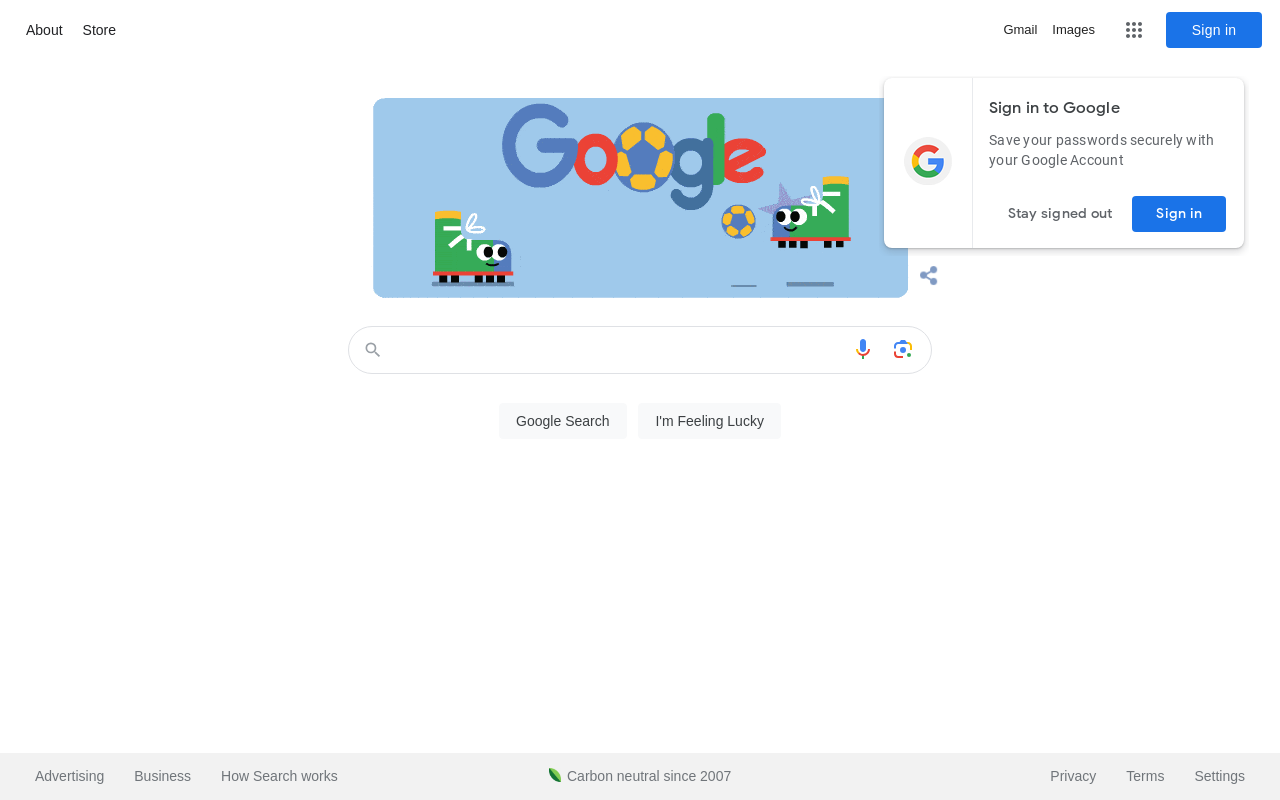 About
Store
Gmail
Images
Sign in
Google
Sign in to Google
Save your passwords securely with
your Google Account
Stay signed out
Sign in
Google Search
I'm Feeling Lucky
Advertising
Business
How Search works
Carbon neutral since 2007
Privacy
Terms
Settings